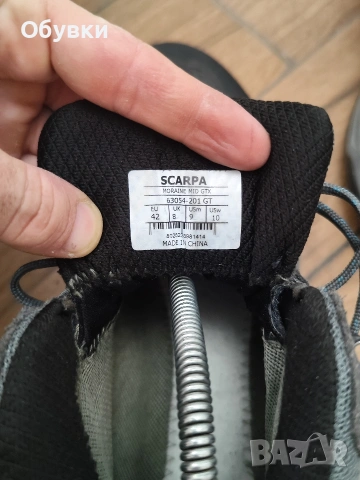 Обувки
SCARPA
MORAINE MID GTX
63054-201 GT
EU UK USm USw
42 8 9 10
MADE IN CHINA
BAZAR